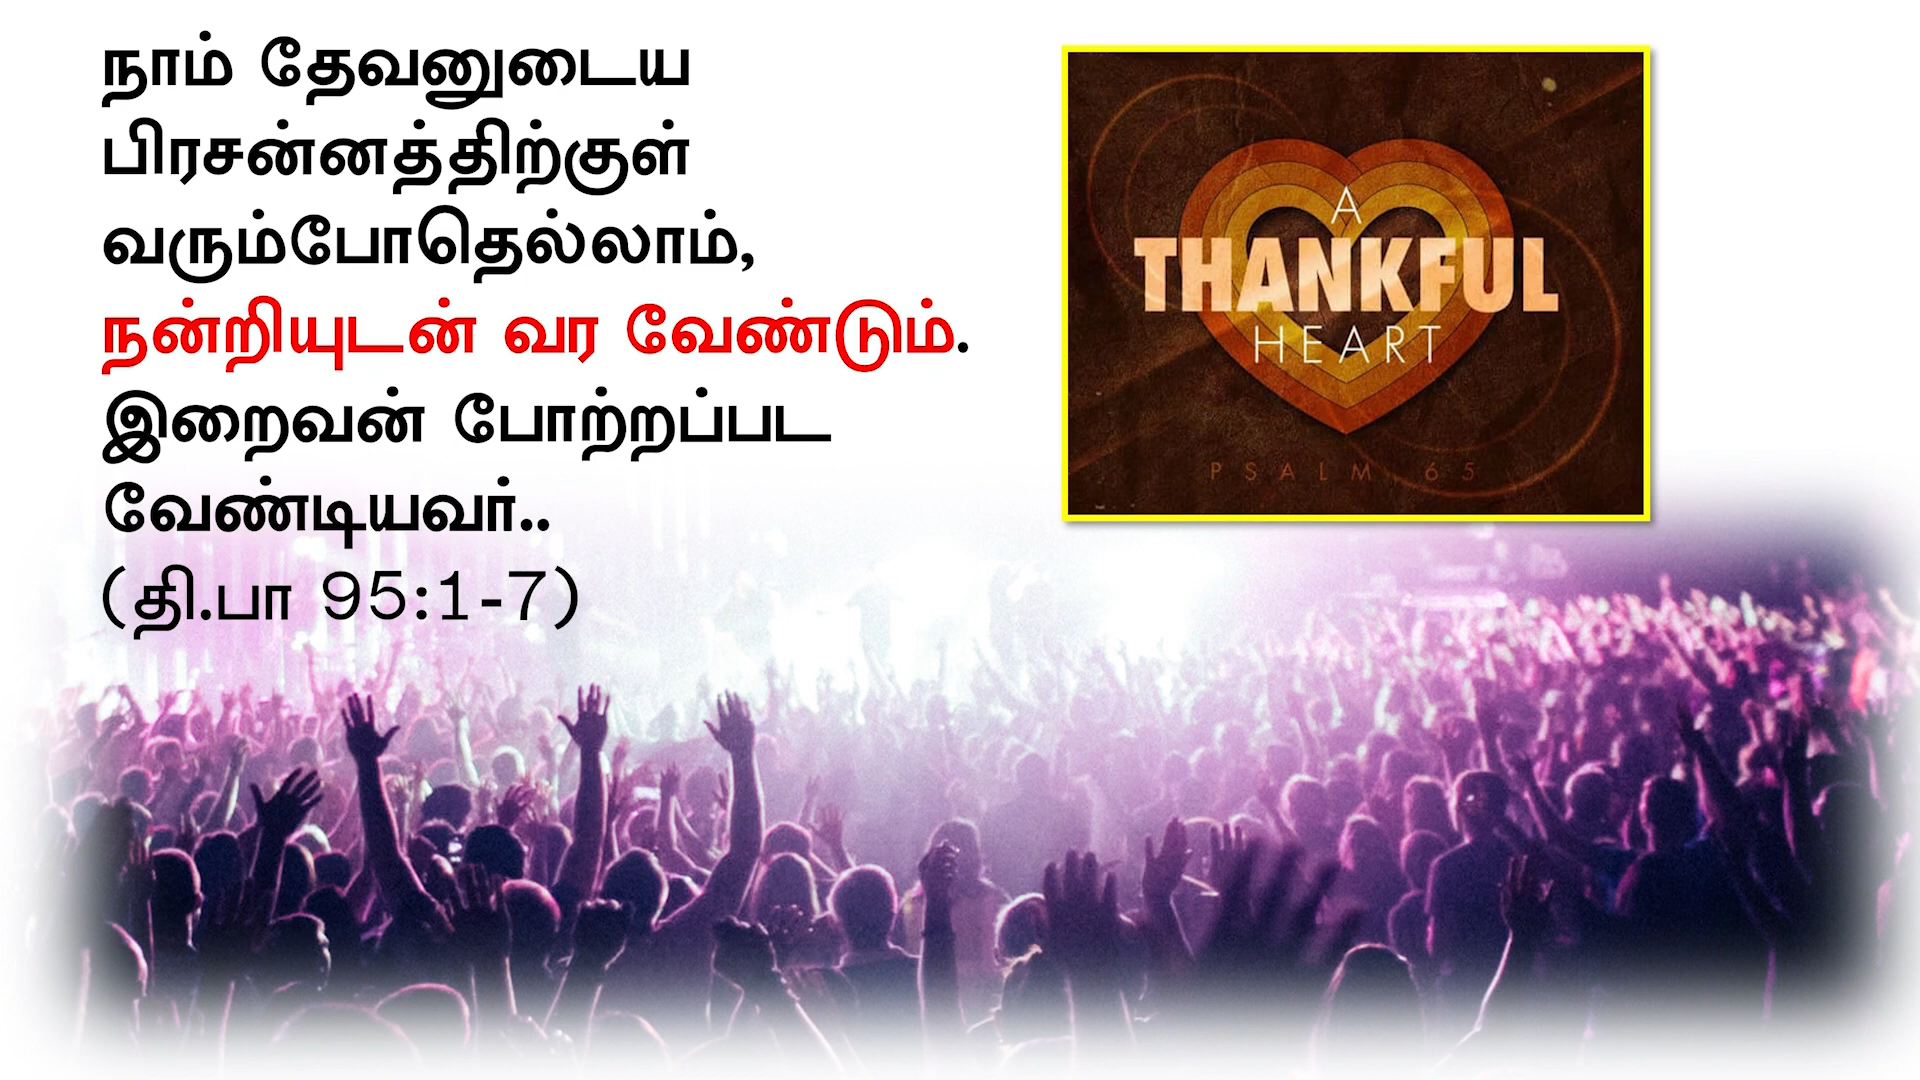 நாம் தேவனுடைய
பிரசன்னத்திற்குள்
வரும்போதெல்லாம்,
நன்றியுடன் வர வேண்டும்.
இறைவன் போற்றப்பட
வேண்டியவர்..
(தி.பா 95:1-7)
A
THANKFUL
HEART
PSALM 65